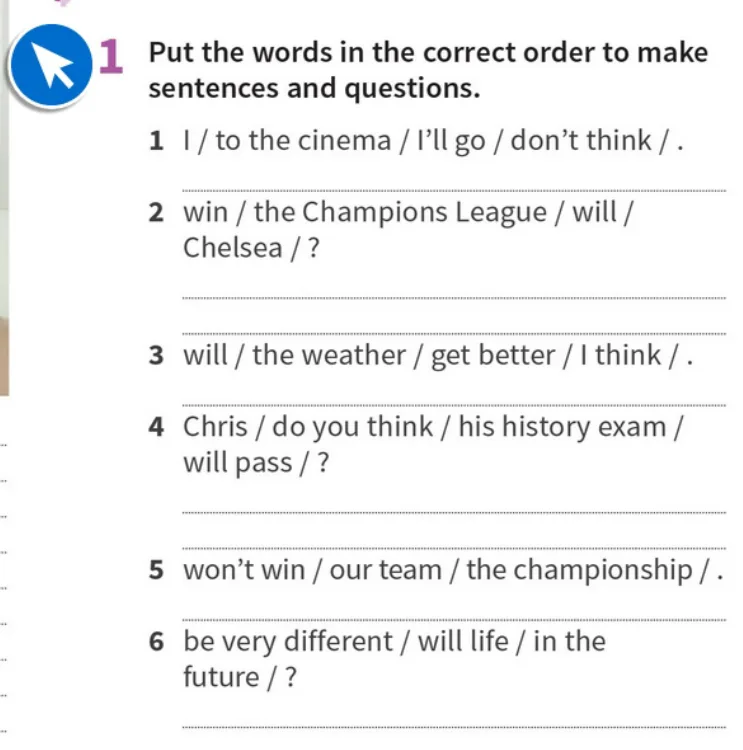 1 Put the words in the correct order to make
sentences and questions.
1 I / to the cinema / I’ll go / don’t think / .
2 win / the Champions League / will /
Chelsea / ?
3 will / the weather / get better / I think / .
4 Chris / do you think / his history exam /
will pass / ?
5 won’t win / our team / the championship / .
6 be very different / will life / in the
future / ?